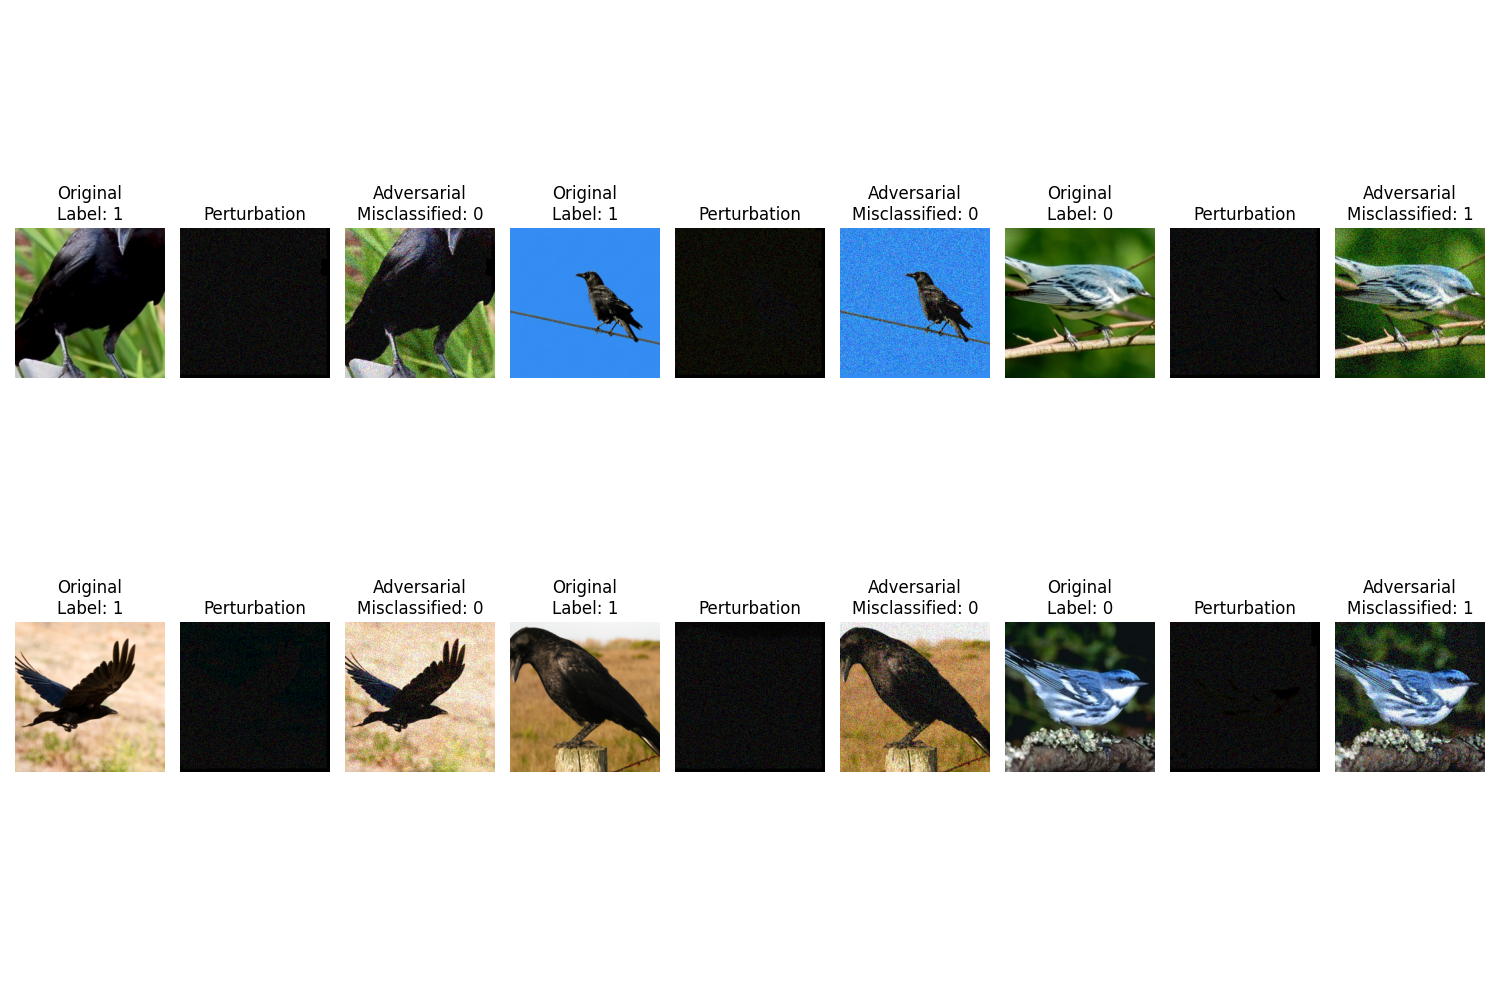 Original
Label: 1
Perturbation
Adversarial
Misclassified: 0
Original
Label: 1
Perturbation
Adversarial
Misclassified: 0
Original
Label: 0
Perturbation
Adversarial
Misclassified: 1
Original
Label: 1
Perturbation
Adversarial
Misclassified: 0
Original
Label: 1
Perturbation
Adversarial
Misclassified: 0
Original
Label: 0
Perturbation
Adversarial
Misclassified: 1